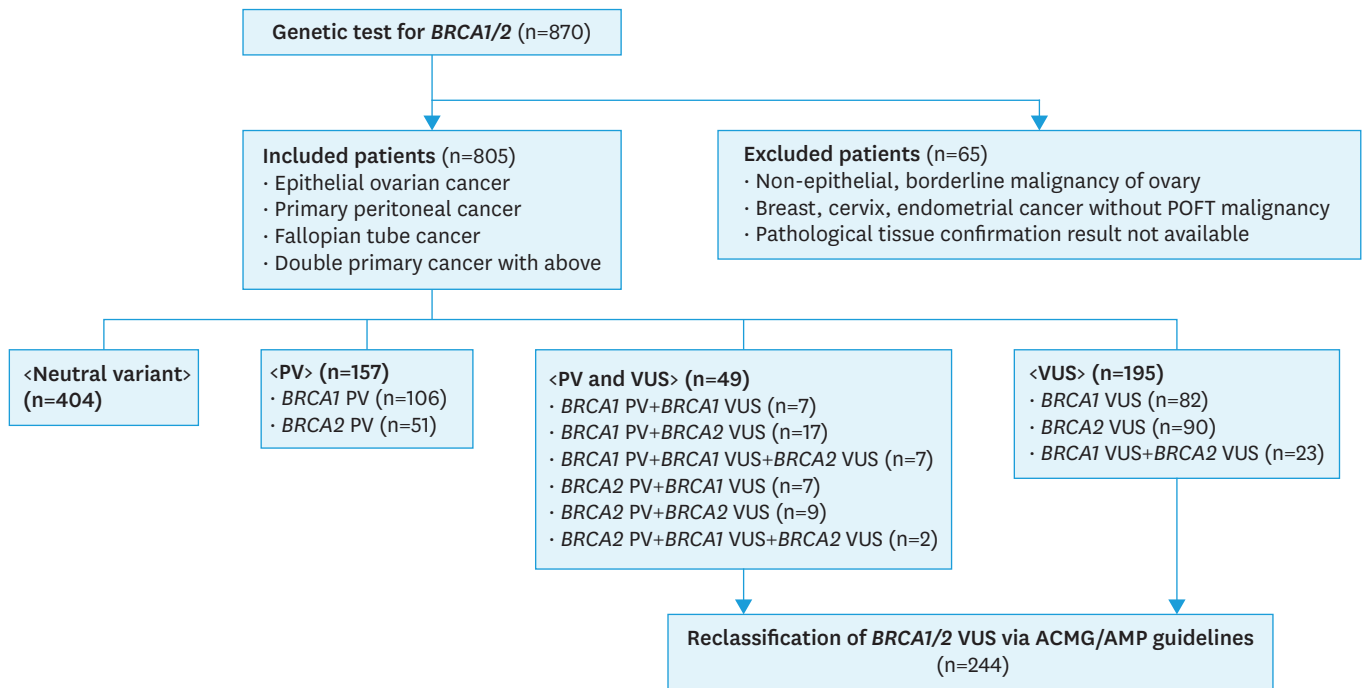 Genetic test for BRCA1/2 (n=870)
Included patients (n=805)
· Epithelial ovarian cancer
· Primary peritoneal cancer
· Fallopian tube cancer
· Double primary cancer with above
Excluded patients (n=65)
· Non-epithelial, borderline malignancy of ovary
· Breast, cervix, endometrial cancer without POFT malignancy
· Pathological tissue confirmation result not available
<Neutral variant>
(n=404)
<PV> (n=157)
· BRCA1 PV (n=106)
· BRCA2 PV (n=51)
<PV and VUS> (n=49)
· BRCA1 PV+BRCA1 VUS (n=7)
· BRCA1 PV+BRCA2 VUS (n=17)
· BRCA1 PV+BRCA1 VUS+BRCA2 VUS (n=7)
· BRCA2 PV+BRCA1 VUS (n=7)
· BRCA2 PV+BRCA2 VUS (n=9)
· BRCA2 PV+BRCA1 VUS+BRCA2 VUS (n=2)
<VUS> (n=195)
· BRCA1 VUS (n=82)
· BRCA2 VUS (n=90)
· BRCA1 VUS+BRCA2 VUS (n=23)
Reclassification of BRCA1/2 VUS via ACMG/AMP guidelines
(n=244)